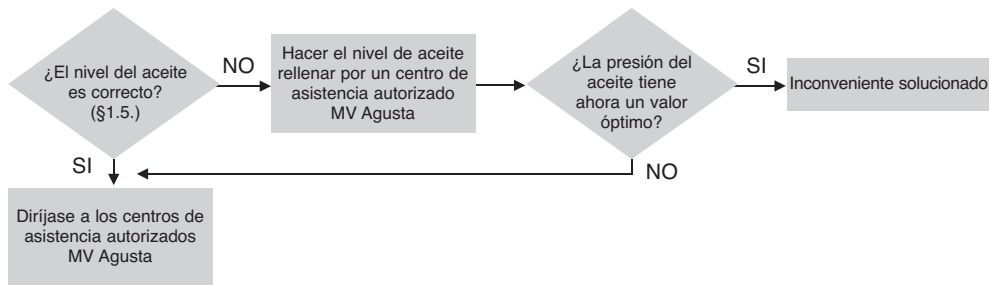 ¿El nivel del aceite
es correcto?
(§1.5.)
NO
Hacer el nivel de aceite
rellenar por un centro de
asistencia autorizado
MV Agusta
¿La presión del
aceite tiene
ahora un valor
óptimo?
SI
Inconveniente solucionado
SI
NO
Diríjase a los centros de
asistencia autorizados
MV Agusta